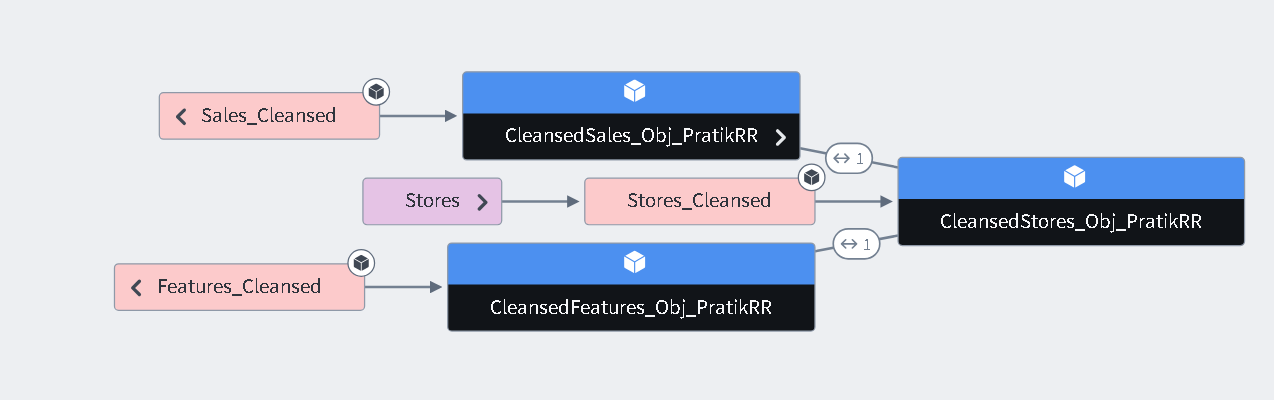 Sales_Cleansed
CleansedSales_Obj_PratikRR
1
Stores
Stores_Cleansed
CleansedStores_Obj_PratikRR
1
Features_Cleansed
CleansedFeatures_Obj_PratikRR